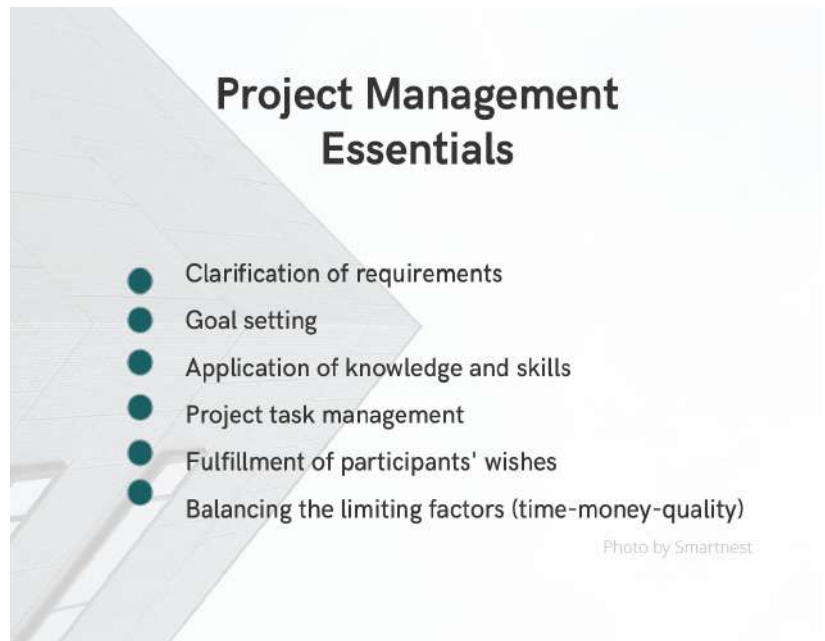 Project Management
Essentials
Clarification of requirements
Goal setting
Application of knowledge and skills
Project task management
Fulfillment of participants' wishes
Balancing the limiting factors (time-money-quality)
Photo by Smartnest